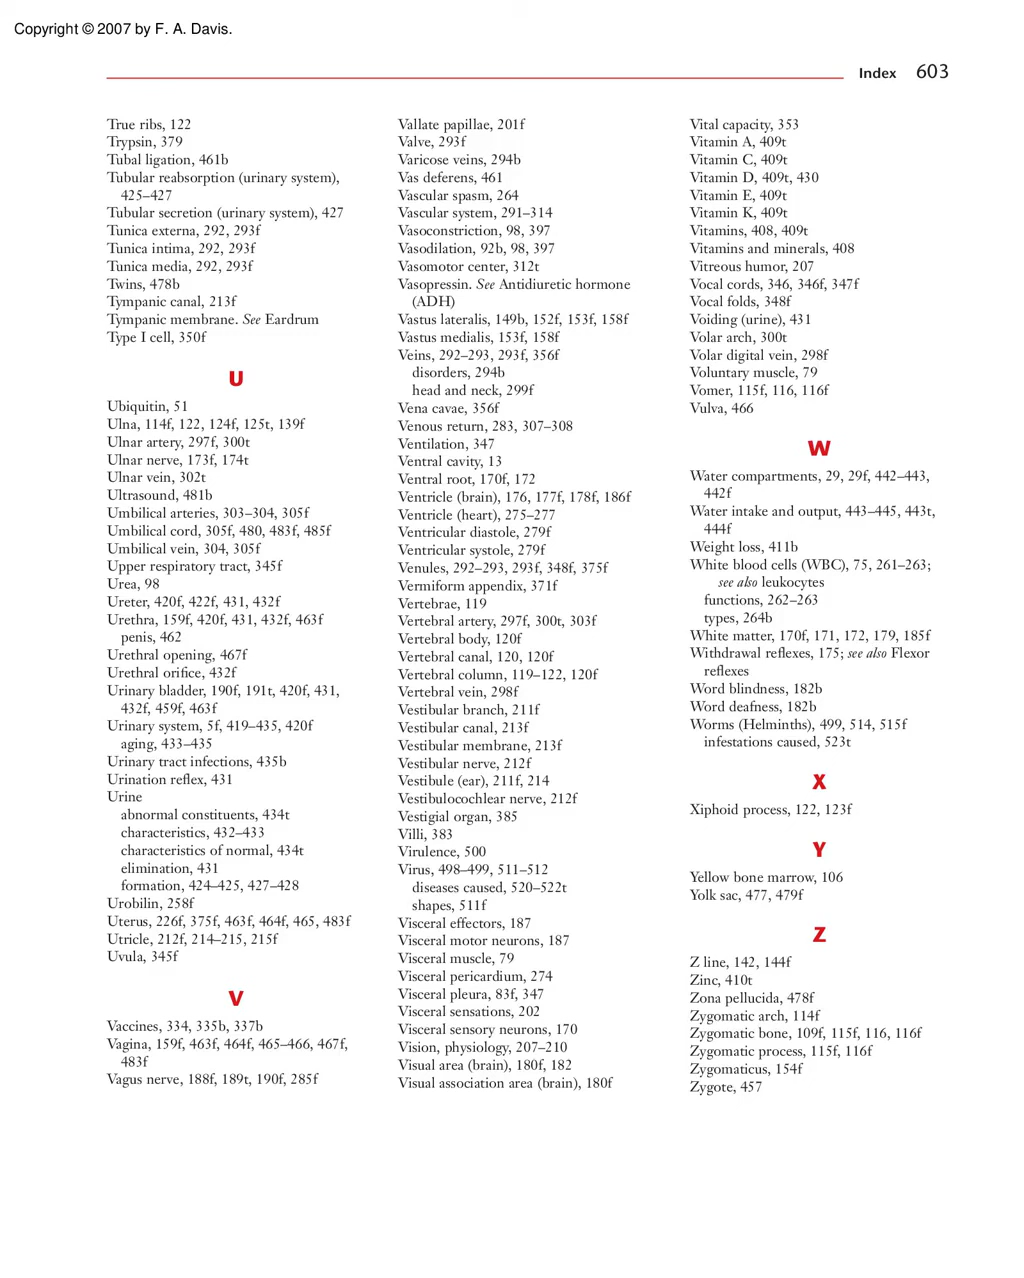 Copyright © 2007 by F. A. Davis.
Index 603
True ribs, 122
Trypsin, 379
Tubal ligation, 461b
Tubular reabsorption (urinary system),
425–427
Tubular secretion (urinary system), 427
Tunica externa, 292, 293f
Tunica intima, 292, 293f
Tunica media, 292, 293f
Twins, 478b
Tympanic canal, 213f
Tympanic membrane. See Eardrum
Type I cell, 350f
U
Ubiquitin, 51
Ulna, 114f, 122, 124f, 125t, 139f
Ulnar artery, 297f, 300t
Ulnar nerve, 173f, 174t
Ulnar vein, 302t
Ultrasound, 481b
Umbilical arteries, 303–304, 305f
Umbilical cord, 305f, 480, 483f, 485f
Umbilical vein, 304, 305f
Upper respiratory tract, 345f
Urea, 98
Ureter, 420f, 422f, 431, 432f
Urethra, 159f, 420f, 431, 432f, 463f
penis, 462
Urethral opening, 467f
Urethral orifice, 432f
Urinary bladder, 190f, 191t, 420f, 431,
432f, 459f, 463f
Urinary system, 5f, 419–435, 420f
aging, 433–435
Urinary tract infections, 435b
Urination reflex, 431
Urine
abnormal constituents, 434t
characteristics, 432–433
characteristics of normal, 434t
elimination, 431
formation, 424–425, 427–428
Urobilin, 258f
Uterus, 226f, 375f, 463f, 464f, 465, 483f
Utricle, 212f, 214–215, 215f
Uvula, 345f
V
Vaccines, 334, 335b, 337b
Vagina, 159f, 463f, 464f, 465–466, 467f,
483f
Vagus nerve, 188f, 189t, 190f, 285f
Vallate papillae, 201f
Valve, 293f
Varicose veins, 294b
Vas deferens, 461
Vascular spasm, 264
Vascular system, 291–314
Vasoconstriction, 98, 397
Vasodilation, 92b, 98, 397
Vasomotor center, 312t
Vasopressin. See Antidiuretic hormone
(ADH)
Vastus lateralis, 149b, 152f, 153f, 158f
Vastus medialis, 153f, 158f
Veins, 292–293, 293f, 356f
disorders, 294b
head and neck, 299f
Vena cavae, 356f
Venous return, 283, 307–308
Ventilation, 347
Ventral cavity, 13
Ventral root, 170f, 172
Ventricle (brain), 176, 177f, 178f, 186f
Ventricle (heart), 275–277
Ventricular diastole, 279f
Ventricular systole, 279f
Venules, 292–293, 293f, 348f, 375f
Vermiform appendix, 371f
Vertebrae, 119
Vertebral artery, 297f, 300t, 303f
Vertebral body, 120f
Vertebral canal, 120, 120f
Vertebral column, 119–122, 120f
Vertebral vein, 298f
Vestibular branch, 211f
Vestibular canal, 213f
Vestibular membrane, 213f
Vestibular nerve, 212f
Vestibule (ear), 211f, 214
Vestibulocochlear nerve, 212f
Vestigial organ, 385
Villi, 383
Virulence, 500
Virus, 498–499, 511–512
diseases caused, 520–522t
shapes, 511f
Visceral effectors, 187
Visceral motor neurons, 187
Visceral muscle, 79
Visceral pericardium, 274
Visceral pleura, 83f, 347
Visceral sensations, 202
Visceral sensory neurons, 170
Vision, physiology, 207–210
Visual area (brain), 180f, 182
Visual association area (brain), 180f
Vital capacity, 353
Vitamin A, 409t
Vitamin C, 409t
Vitamin D, 409t, 430
Vitamin E, 409t
Vitamin K, 409t
Vitamins, 408, 409t
Vitamins and minerals, 408
Vitreous humor, 207
Vocal cords, 346, 346f, 347f
Vocal folds, 348f
Voiding (urine), 431
Volar arch, 300t
Volar digital vein, 298f
Voluntary muscle, 79
Vomer, 115f, 116, 116f
Vulva, 466
W
Water compartments, 29, 29f, 442–443,
442f
Water intake and output, 443–445, 443t,
444f
Weight loss, 411b
White blood cells (WBC), 75, 261–263;
see also leukocytes
functions, 262–263
types, 264b
White matter, 170f, 171, 172, 179, 185f
Withdrawal reflexes, 175; see also Flexor
reflexes
Word blindness, 182b
Word deafness, 182b
Worms (Helminths), 499, 514, 515f
infestations caused, 523t
X
Xiphoid process, 122, 123f
Y
Yellow bone marrow, 106
Yolk sac, 477, 479f
Z
Z line, 142, 144f
Zinc, 410t
Zona pellucida, 478f
Zygomatic arch, 114f
Zygomatic bone, 109f, 115f, 116, 116f
Zygomatic process, 115f, 116f
Zygomaticus, 154f
Zygote, 457